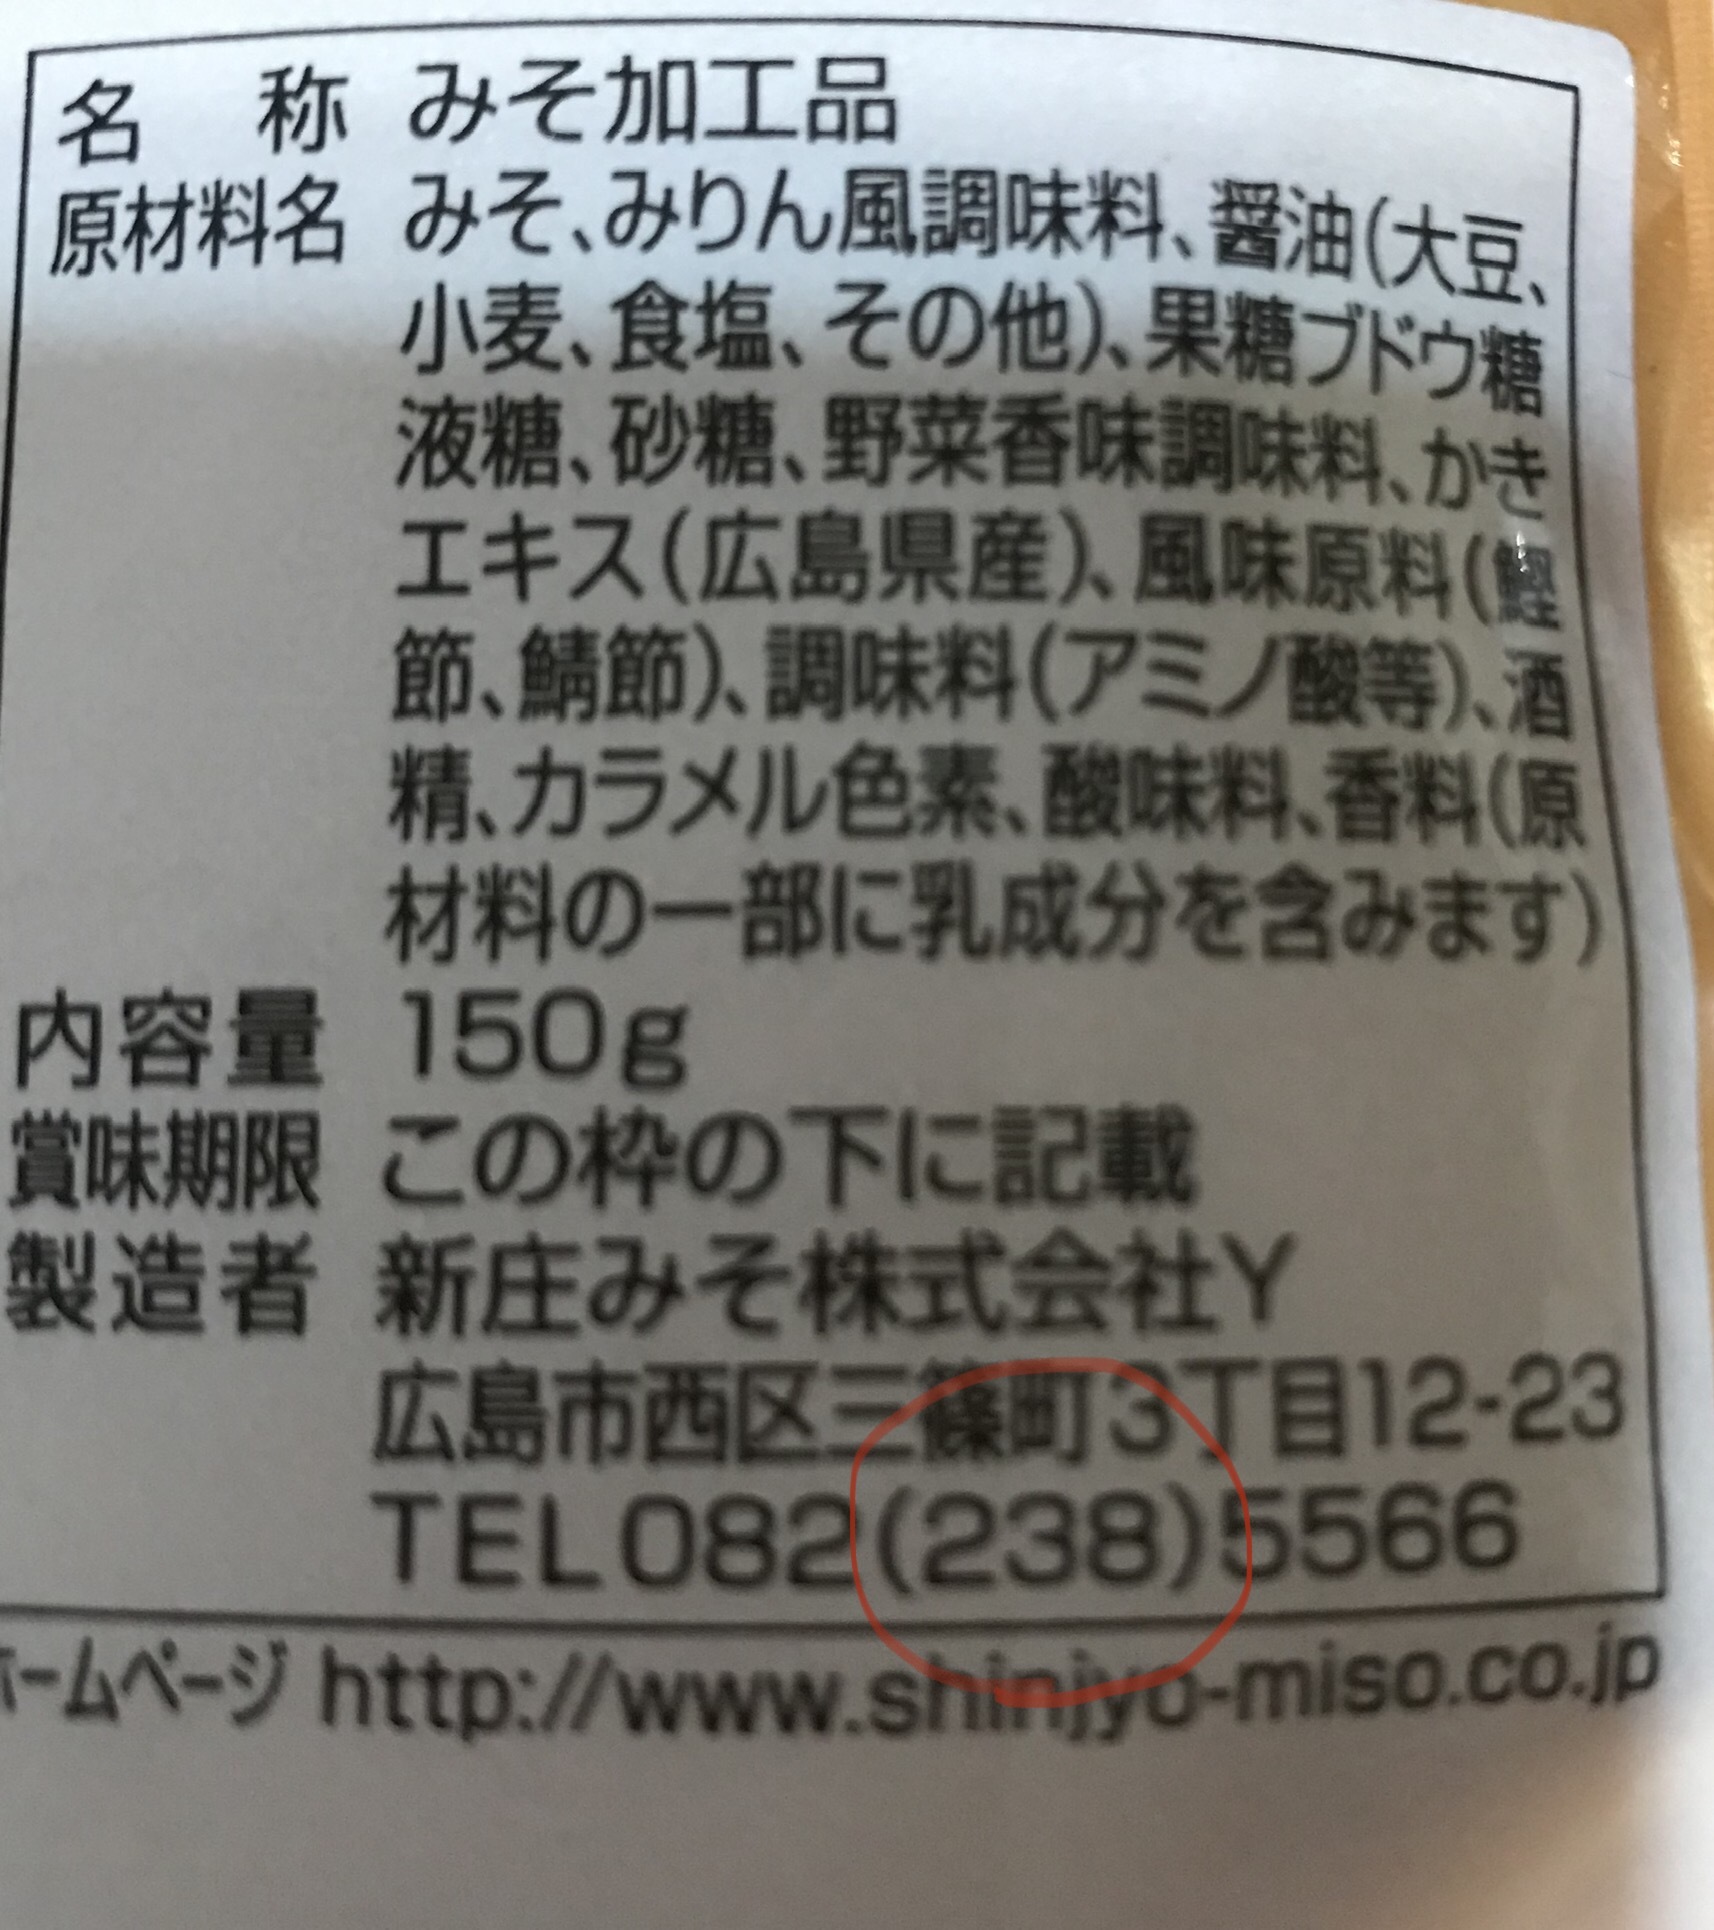 名称 みそ加工品
原材料名 みそ、みりん風調味料、醤油(大豆、
小麦、食塩、その他)、果糖ブドウ糖
液糖、砂糖、野菜香味調味料、かき
エキス(広島県産)、風味原料(鰹
節、鯖節)、調味料(アミノ酸等)、酒
精、カラメル色素、酸味料、香料(原
材料の一部に乳成分を含みます)
内容量 150g
賞味期限 この枠の下に記載
製造者 新庄みそ株式会社Y
広島市西区三篠町3丁目12-23
TEL082(238)5566
ホームページ http://www.shinjyo-miso.co.jp